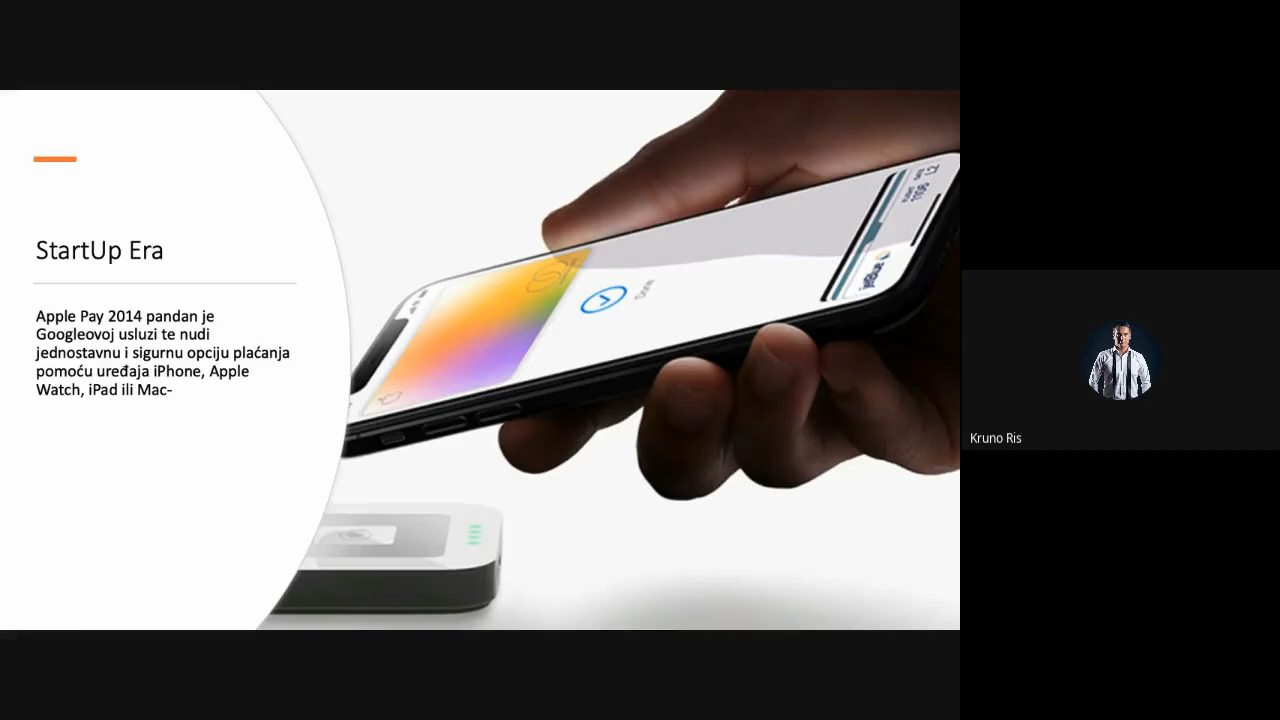 StartUp Era
Apple Pay 2014 pandan je
Googleovoj usluzi te nudi
jednostavnu i sigurnu opciju plaćanja
pomoću uređaja iPhone, Apple
Watch, iPad ili Mac-
Done
Kruno Ris